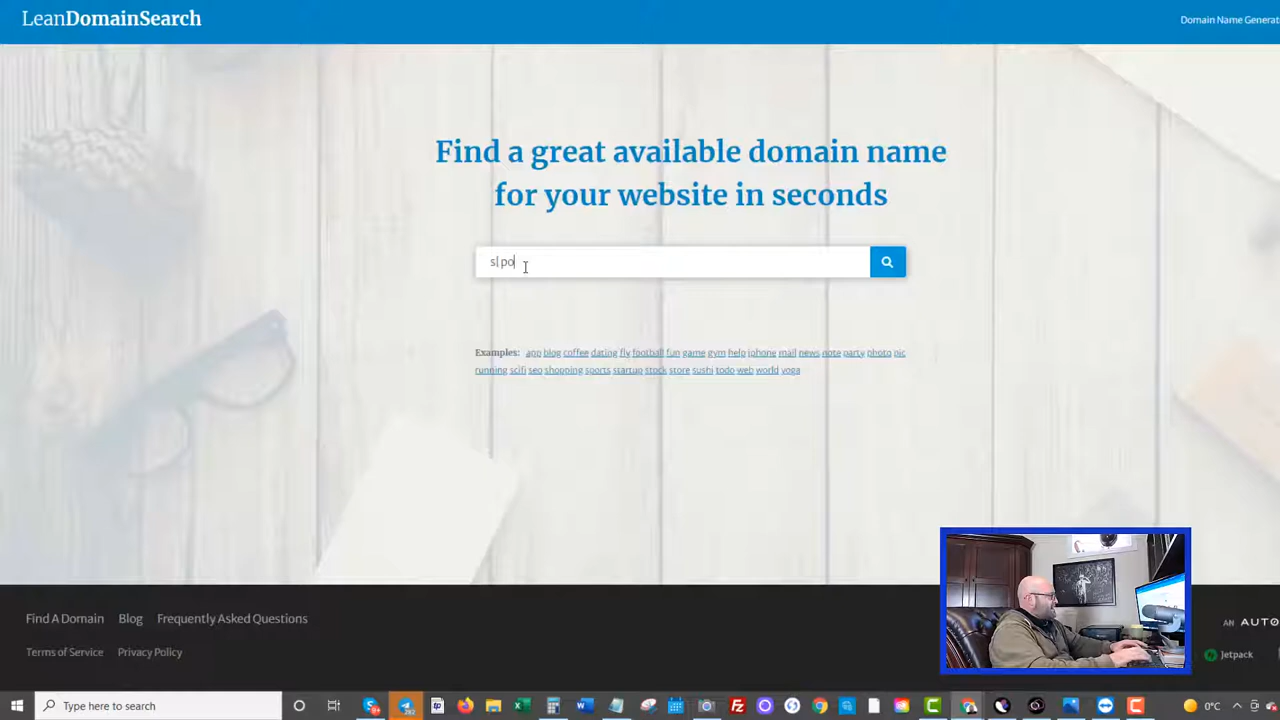 LeanDomainSearch
Domain Name Generat
Find a great available domain name
for your website in seconds
sl po
Examples: app blog coffee dating fly football fun game gym help iphone mail news note party photo pic
running scifi seo shopping sports startup stock store sushi todo web world yoga
Find A Domain Blog Frequently Asked Questions
AN AUTO
Terms of Service Privacy Policy
Jetpack
Type here to search
0°C